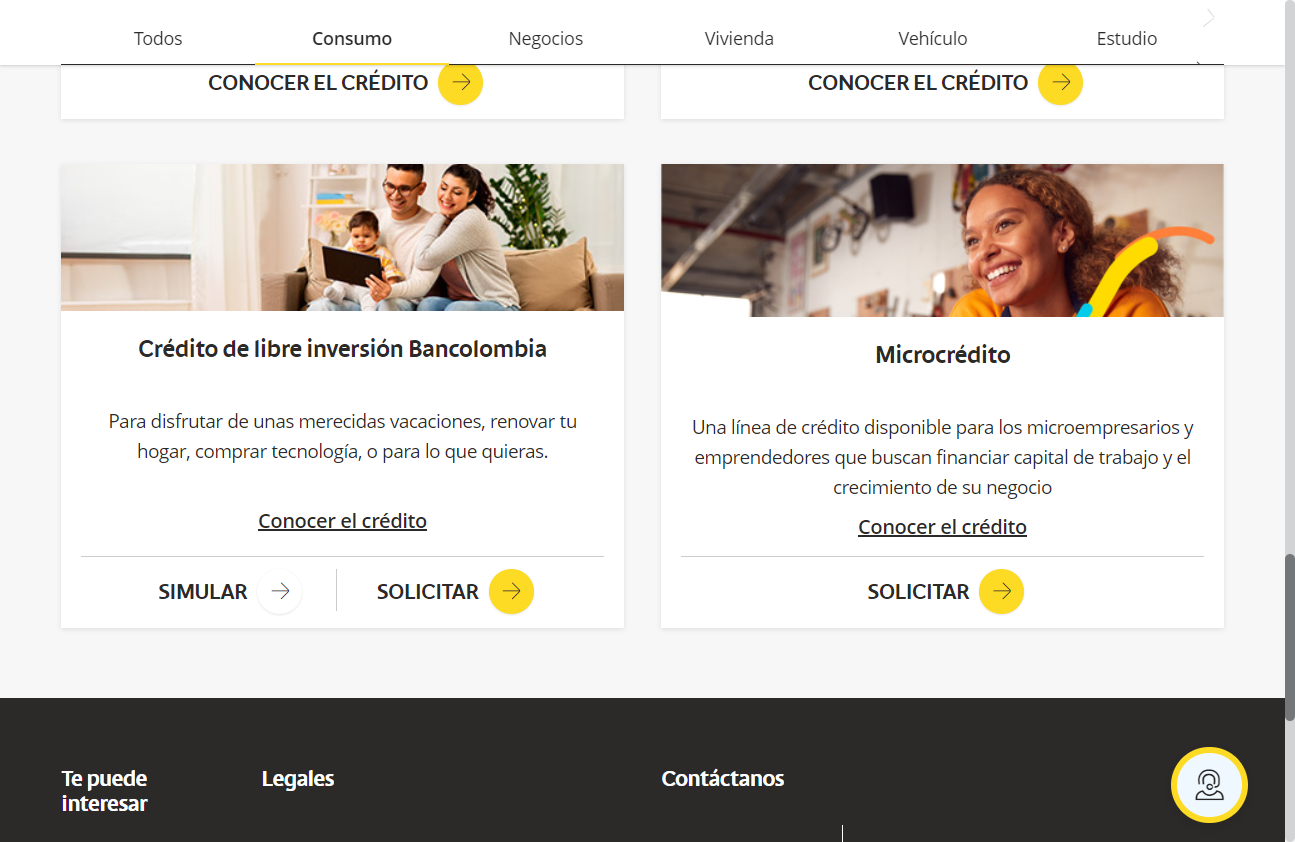 Todos
Consumo
Negocios
Vivienda
Vehículo
Estudio
CONOCER EL CRÉDITO
CONOCER EL CRÉDITO
Crédito de libre inversión Bancolombia
Para disfrutar de unas merecidas vacaciones, renovar tu
hogar, comprar tecnología, o para lo que quieras.
Conocer el crédito
SIMULAR
SOLICITAR
Microcrédito
Una línea de crédito disponible para los microempresarios y
emprendedores que buscan financiar capital de trabajo y el
crecimiento de su negocio
Conocer el crédito
SOLICITAR
Te puede
interesar
Legales
Contáctanos